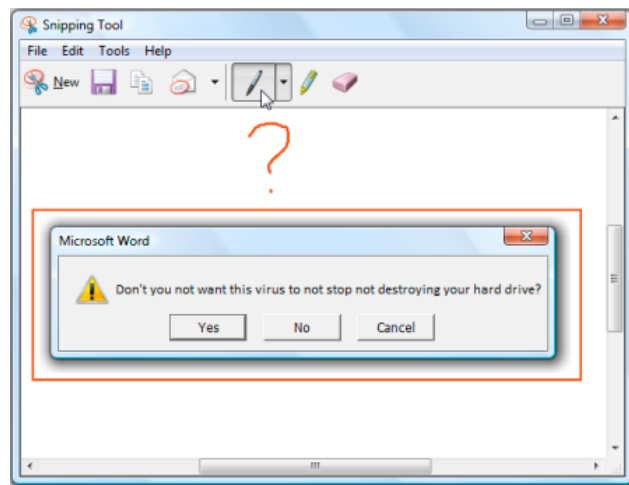 Snipping Tool
File Edit Tools Help
New
?
Microsoft Word
Don't you not want this virus to not stop not destroying your hard drive?
Yes No Cancel